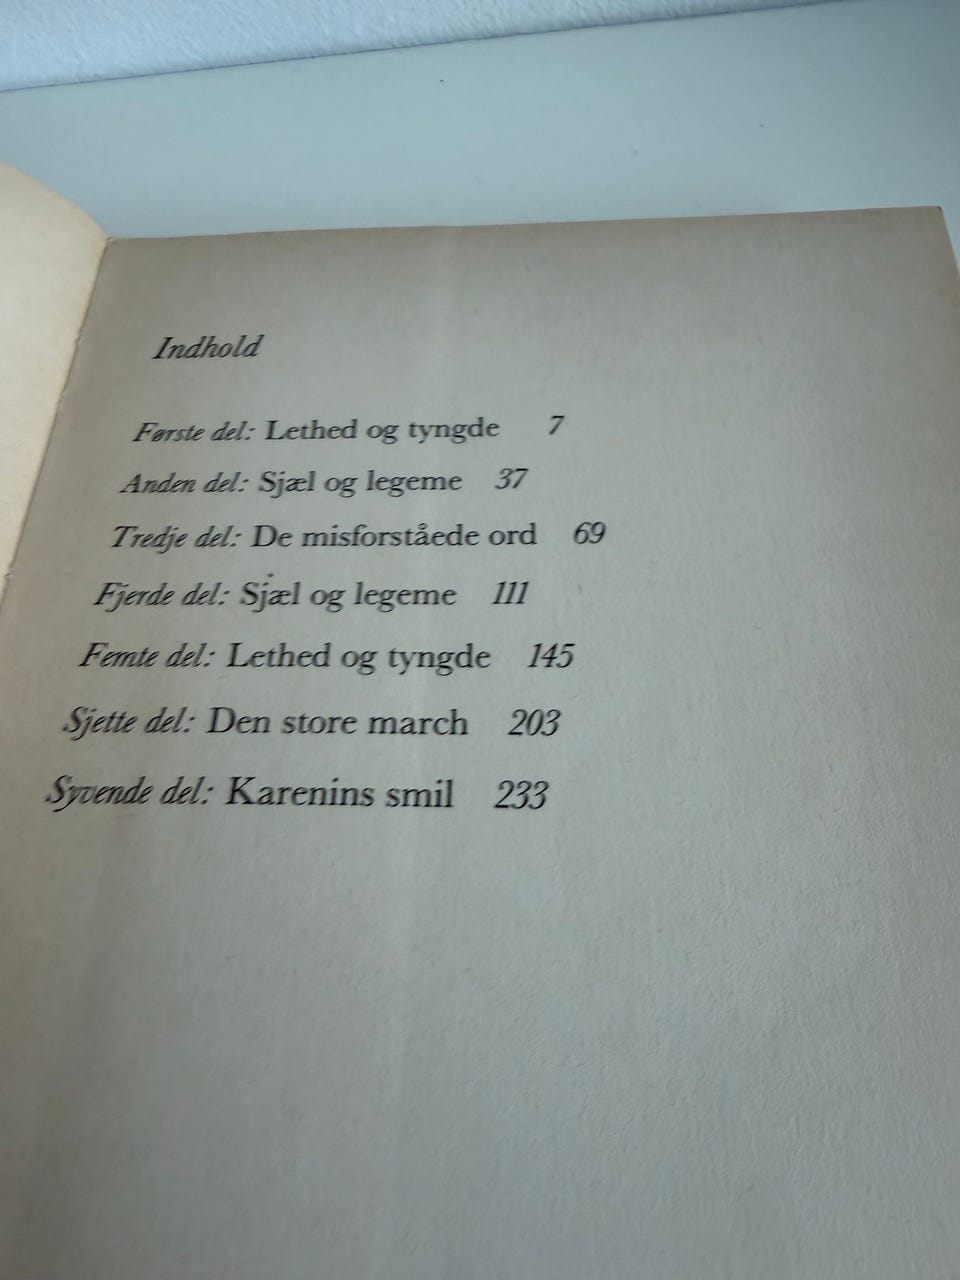 Indhold
Første del: Lethed og tyngde 7
Anden del: Sjæl og legeme 37
Tredje del: De misforståede ord 69
Fjerde del: Sjæl og legeme 111
Femte del: Lethed og tyngde 145
Sjette del: Den store march 203
Syvende del: Karenins smil 233